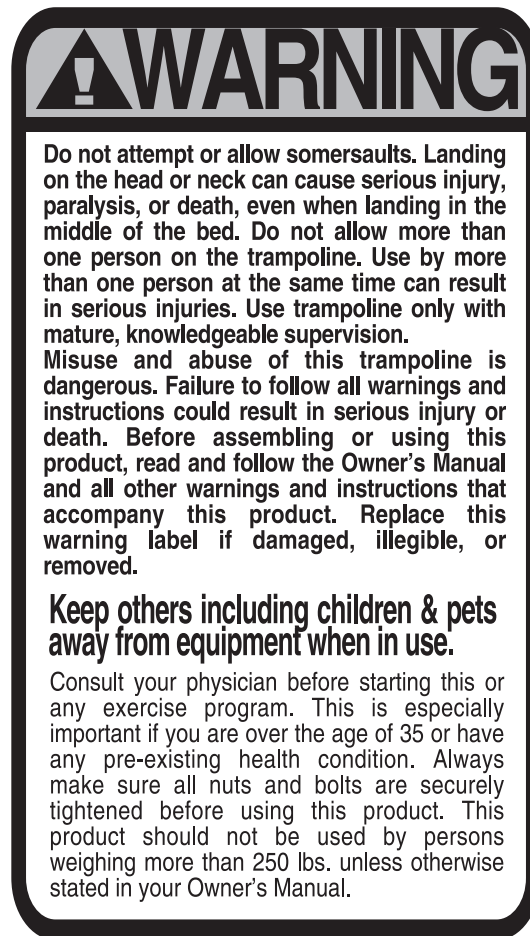 WARNING
Do not attempt or allow somersaults. Landing
on the head or neck can cause serious injury,
paralysis, or death, even when landing in the
middle of the bed. Do not allow more than
one person on the trampoline. Use by more
than one person at the same time can result
in serious injuries. Use trampoline only with
mature, knowledgeable supervision.
Misuse and abuse of this trampoline is
dangerous. Failure to follow all warnings and
instructions could result in serious injury or
death. Before assembling or using this
product, read and follow the Owner's Manual
and all other warnings and instructions that
accompany this product. Replace this
warning label if damaged, illegible, or
removed.
Keep others including children & pets
away from equipment when in use.
Consult your physician before starting this or
any exercise program. This is especially
important if you are over the age of 35 or have
any pre-existing health condition. Always
make sure all nuts and bolts are securely
tightened before using this product. This
product should not be used by persons
weighing more than 250 lbs. unless otherwise
stated in your Owner's Manual.